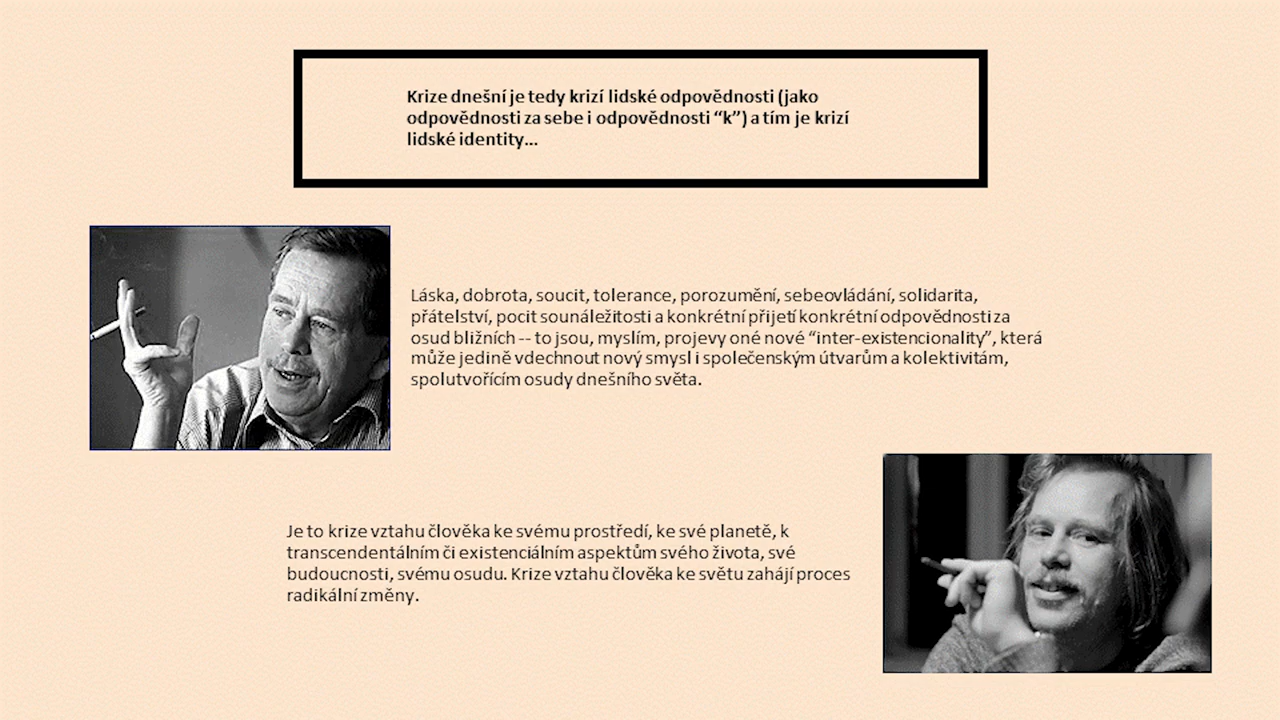 Krize dnešní je tedy krizí lidské odpovědnosti (jako
odpovědnosti za sebe i odpovědnosti “k”) a tím je krizí
lidské identity…
Láska, dobrota, soucit, tolerance, porozumění, sebeovládání, solidarita,
přátelství, pocit sounáležitosti a konkrétní přijetí konkrétní odpovědnosti za
osud bližních -- to jsou, myslím, projevy oné nové “inter-existencionality”, která
může jedině vdechnout nový smysl i společenským útvarům a kolektivitám,
spolutvořícím osudy dnešního světa.
Je to krize vztahu člověka ke svému prostředí, ke své planetě, k
transcendentálním či existenciálním aspektům svého života, své
budoucnosti, svému osudu. Krize vztahu člověka ke světu zahájí proces
radikální změny.